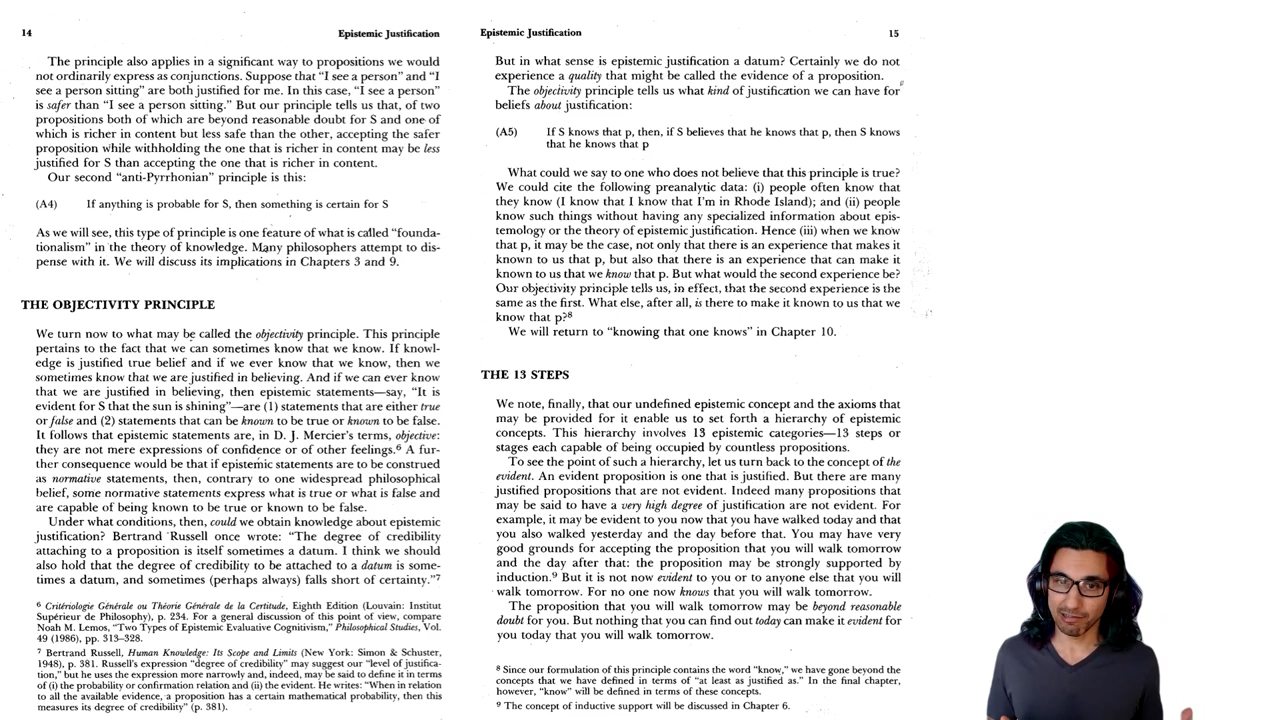 14
Epistemic Justification
The principle also applies in a significant way to propositions we would
not ordinarily express as conjunctions. Suppose that “I see a person” and “I
see a person sitting” are both justified for me. In this case, “I see a person”
is safer than “I see a person sitting.” But our principle tells us that, of two
propositions both of which are beyond reasonable doubt for S and one of
which is richer in content but less safe than the other, accepting the safer
proposition while withholding the one that is richer in content may be less
justified for S than accepting the one that is richer in content.
Our second “anti-Pyrrhonian” principle is this:
(A4) If anything is probable for S, then something is certain for S
As we will see, this type of principle is one feature of what is called “founda-
tionalism” in the theory of knowledge. Many philosophers attempt to dis-
pense with it. We will discuss its implications in Chapters 3 and 9.
THE OBJECTIVITY PRINCIPLE
We turn now to what may be called the objectivity principle. This principle
pertains to the fact that we can sometimes know that we know. If knowl-
edge is justified true belief and if we ever know that we know, then we
sometimes know that we are justified in believing. And if we can ever know
that we are justified in believing, then epistemic statements—say, “It is
evident for S that the sun is shining”—are (1) statements that are either true
or false and (2) statements that can be known to be true or known to be false.
It follows that epistemic statements are, in D. J. Mercier’s terms, objective:
they are not mere expressions of confidence or of other feelings.6 A fur-
ther consequence would be that if epistemic statements are to be construed
as normative statements, then, contrary to one widespread philosophical
belief, some normative statements express what is true or what is false and
are capable of being known to be true or known to be false.
Under what conditions, then, could we obtain knowledge about epistemic
justification? Bertrand Russell once wrote: “The degree of credibility
attaching to a proposition is itself sometimes a datum. I think we should
also hold that the degree of credibility to be attached to a datum is some-
times a datum, and sometimes (perhaps always) falls short of certainty.”7
6 Critériologie Générale ou Théorie Générale de la Certitude, Eighth Edition (Louvain: Institut
Supérieur de Philosophy), p. 234. For a general discussion of this point of view, compare
Noah M. Lemos, “Two Types of Epistemic Evaluative Cognitivism,” Philosophical Studies, Vol.
49 (1986), pp. 313–328.
7 Bertrand Russell, Human Knowledge: Its Scope and Limits (New York: Simon & Schuster,
1948), p. 381. Russell’s expression “degree of credibility” may suggest our “level of justifica-
tion,” but he uses the expression more narrowly and, indeed, may be said to define it in terms
of (i) the probability or confirmation relation and (ii) the evident. He writes: “When in relation
to all the available evidence, a proposition has a certain mathematical probability, then this
measures its degree of credibility” (p. 381).
Epistemic Justification
15
But in what sense is epistemic justification a datum? Certainly we do not
experience a quality that might be called the evidence of a proposition.
The objectivity principle tells us what kind of justification we can have for
beliefs about justification:
(A5) If S knows that p, then, if S believes that he knows that p, then S knows
that he knows that p
What could we say to one who does not believe that this principle is true?
We could cite the following preanalytic data: (i) people often know that
they know (I know that I know that I’m in Rhode Island); and (ii) people
know such things without having any specialized information about epis-
temology or the theory of epistemic justification. Hence (iii) when we know
that p, it may be the case, not only that there is an experience that makes it
known to us that p, but also that there is an experience that can make it
known to us that we know that p. But what would the second experience be?
Our objectivity principle tells us, in effect, that the second experience is the
same as the first. What else, after all, is there to make it known to us that we
know that p?8
We will return to “knowing that one knows” in Chapter 10.
THE 13 STEPS
We note, finally, that our undefined epistemic concept and the axioms that
may be provided for it enable us to set forth a hierarchy of epistemic
concepts. This hierarchy involves 13 epistemic categories—13 steps or
stages each capable of being occupied by countless propositions.
To see the point of such a hierarchy, let us turn back to the concept of the
evident. An evident proposition is one that is justified. But there are many
justified propositions that are not evident. Indeed many propositions that
may be said to have a very high degree of justification are not evident. For
example, it may be evident to you now that you have walked today and that
you also walked yesterday and the day before that. You may have very
good grounds for accepting the proposition that you will walk tomorrow
and the day after that: the proposition may be strongly supported by
induction.9 But it is not now evident to you or to anyone else that you will
walk tomorrow. For no one now knows that you will walk tomorrow.
The proposition that you will walk tomorrow may be beyond reasonable
doubt for you. But nothing that you can find out today can make it evident for
you today that you will walk tomorrow.
8 Since our formulation of this principle contains the word “know,” we have gone beyond the
concepts that we have defined in terms of “at least as justified as.” In the final chapter,
however, “know” will be defined in terms of these concepts.
9 The concept of inductive support will be discussed in Chapter 6.